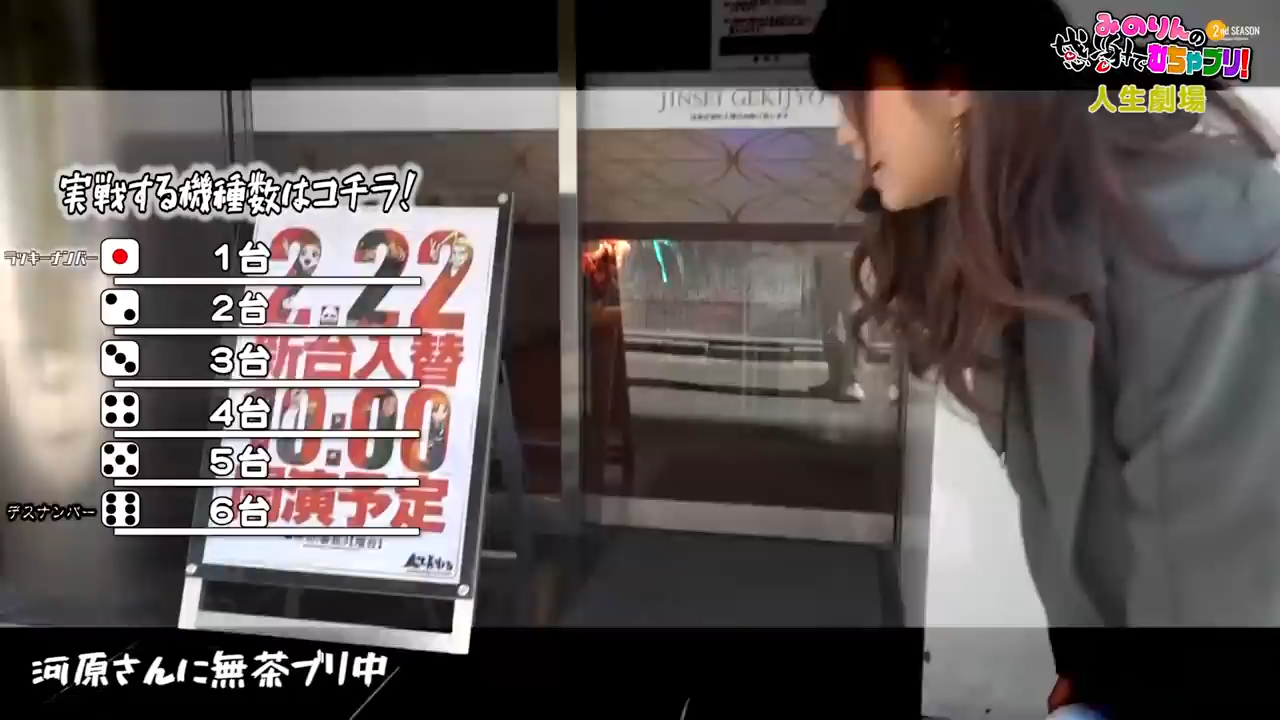 みのりんの
2nd SEASON
感謝でむちゃブリ!
人生劇場
JINSEI GEKIJYO
実戦する機種数はコチラ!
ラッキーナンバー 1台
2台
3台
4台
5台
デスナンバー 6台
2.22
新台入替
10:00
開演予定
河原さんに無茶ブリ中